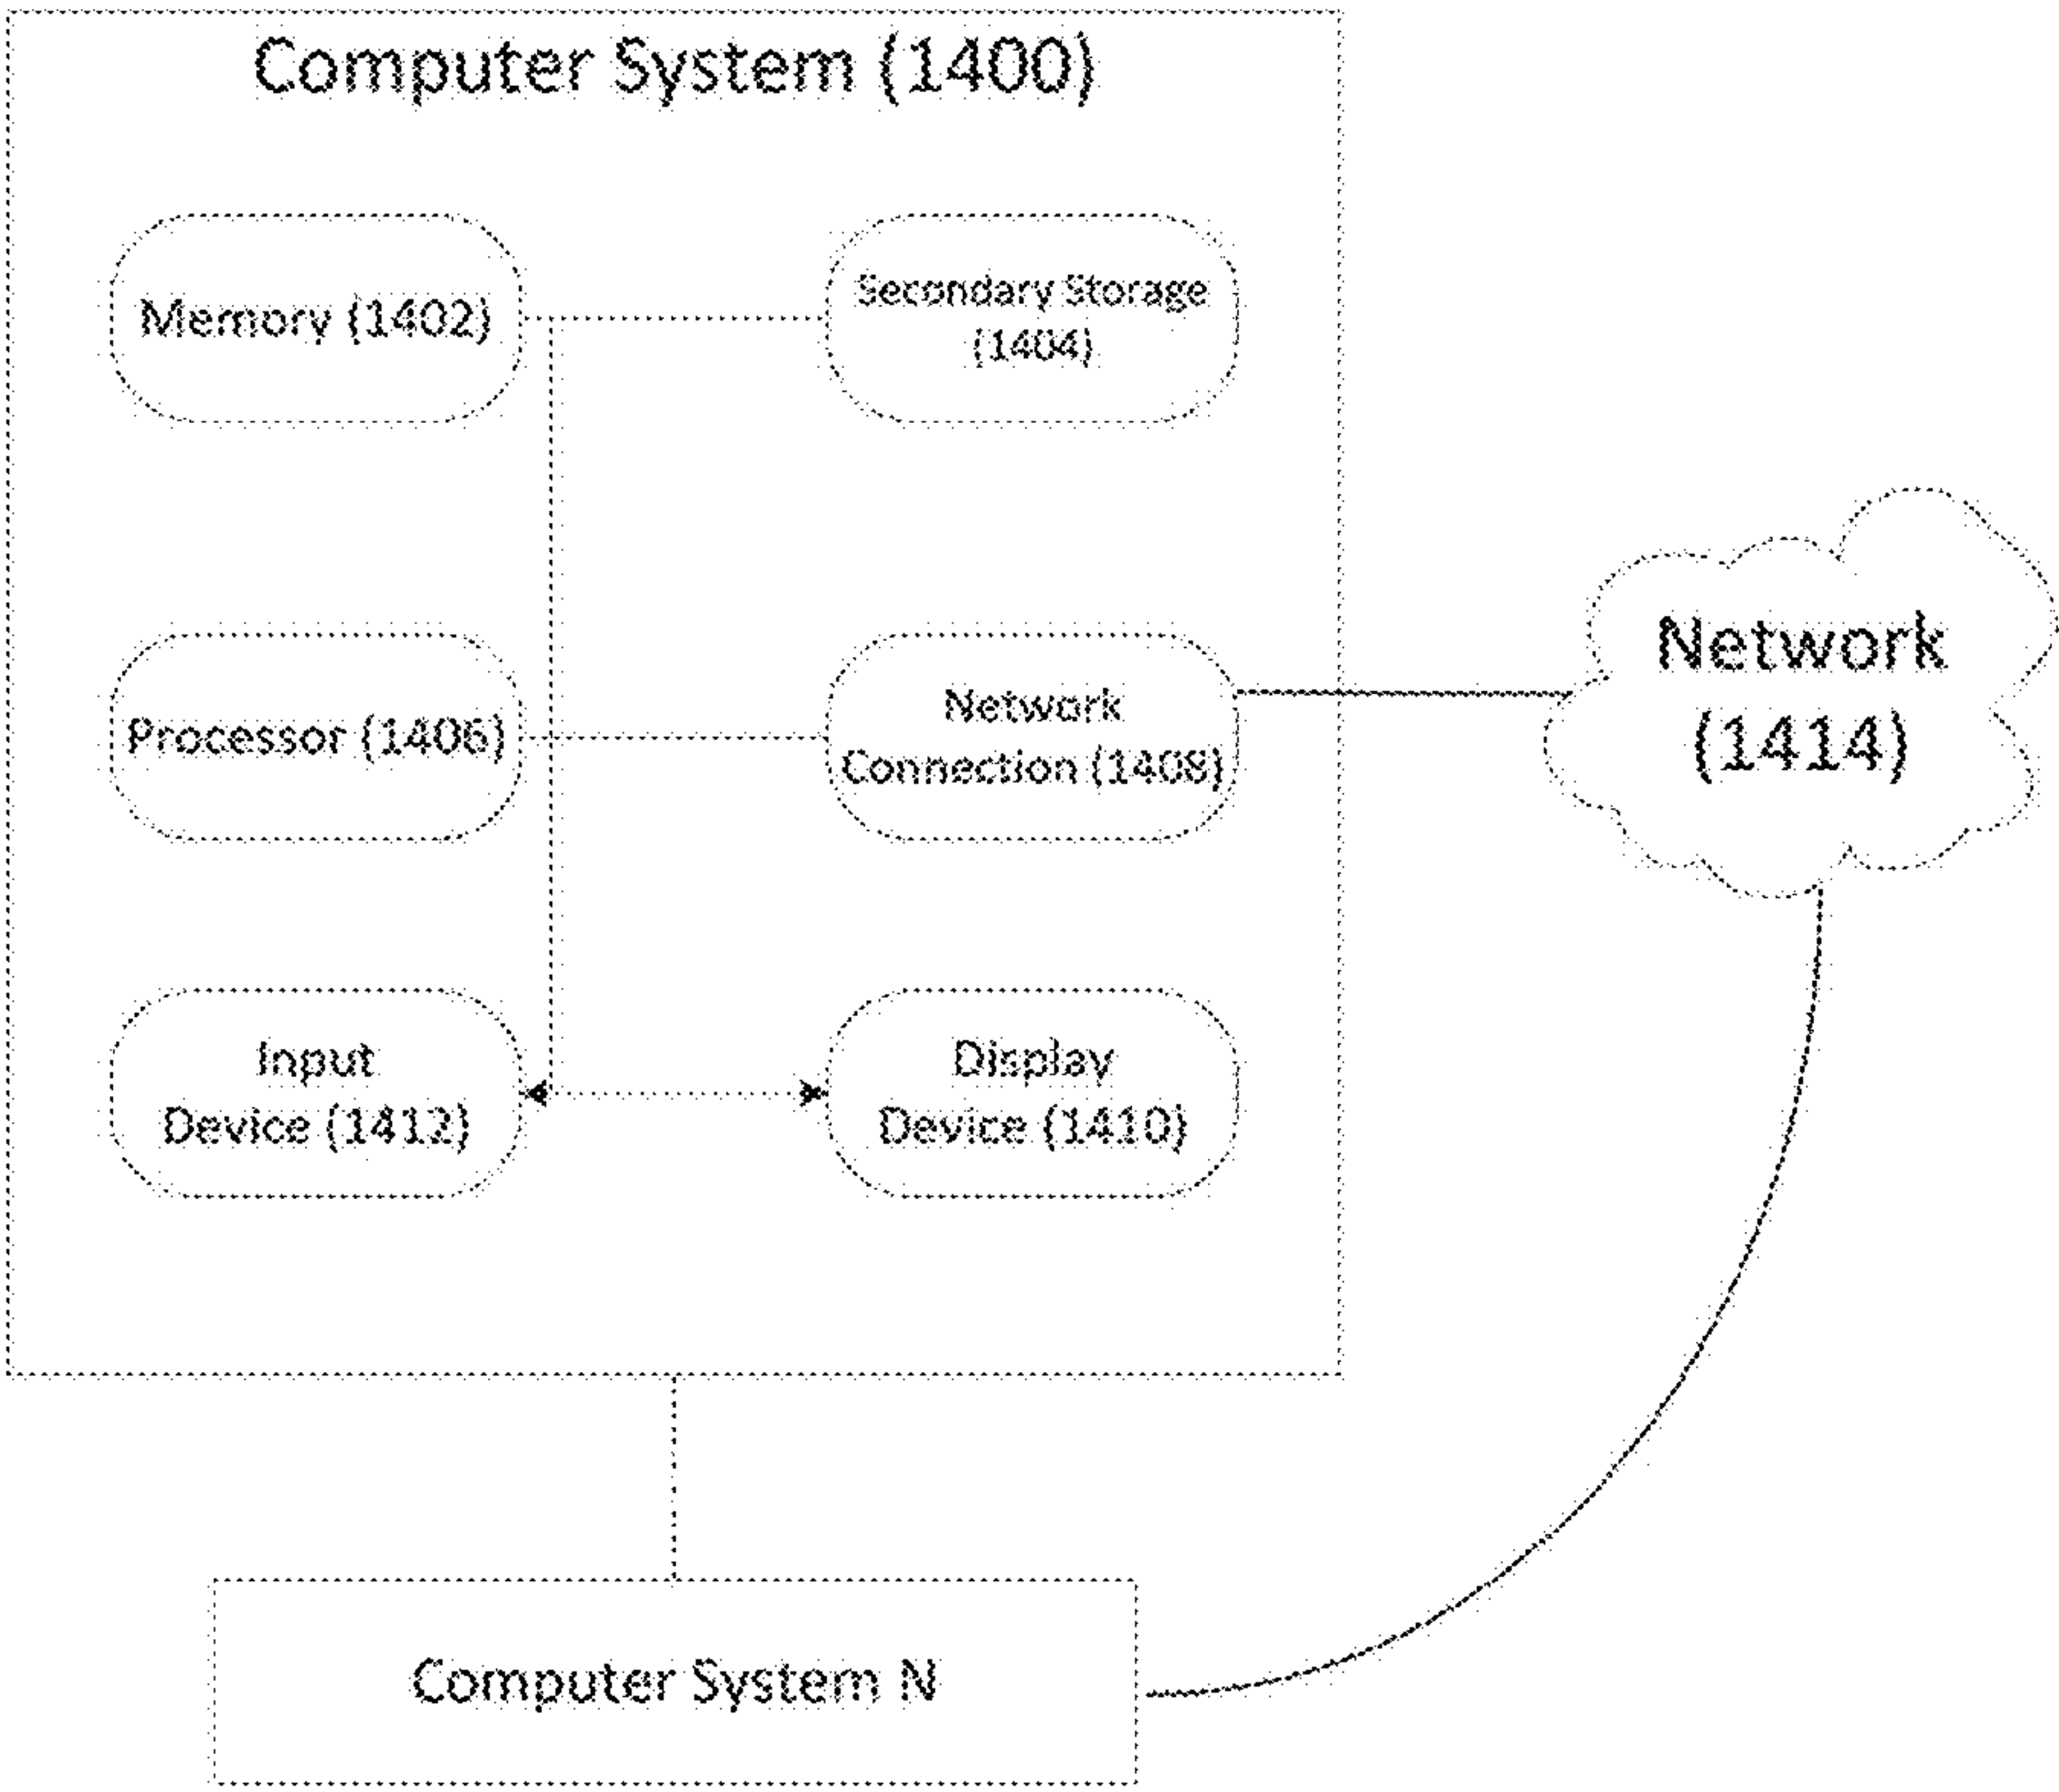 Computer System (1400)
Memory (1402)
Secondary Storage
(1404)
Processor (1406)
Network
Connection (1408)
Input
Device (1412)
Display
Device (1410)
Network
(1414)
Computer System N